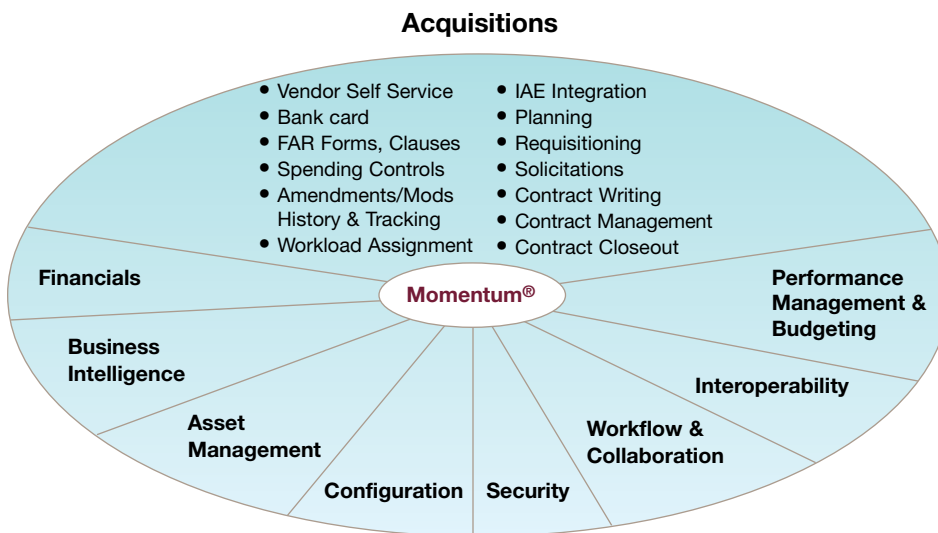 Acquisitions
• Vendor Self Service
• Bank card
• FAR Forms, Clauses
• Spending Controls
• Amendments/Mods
History & Tracking
• Workload Assignment
• IAE Integration
• Planning
• Requisitioning
• Solicitations
• Contract Writing
• Contract Management
• Contract Closeout
Financials
Momentum®
Performance
Management &
Budgeting
Business
Intelligence
Interoperability
Asset
Management
Workflow &
Collaboration
Configuration
Security